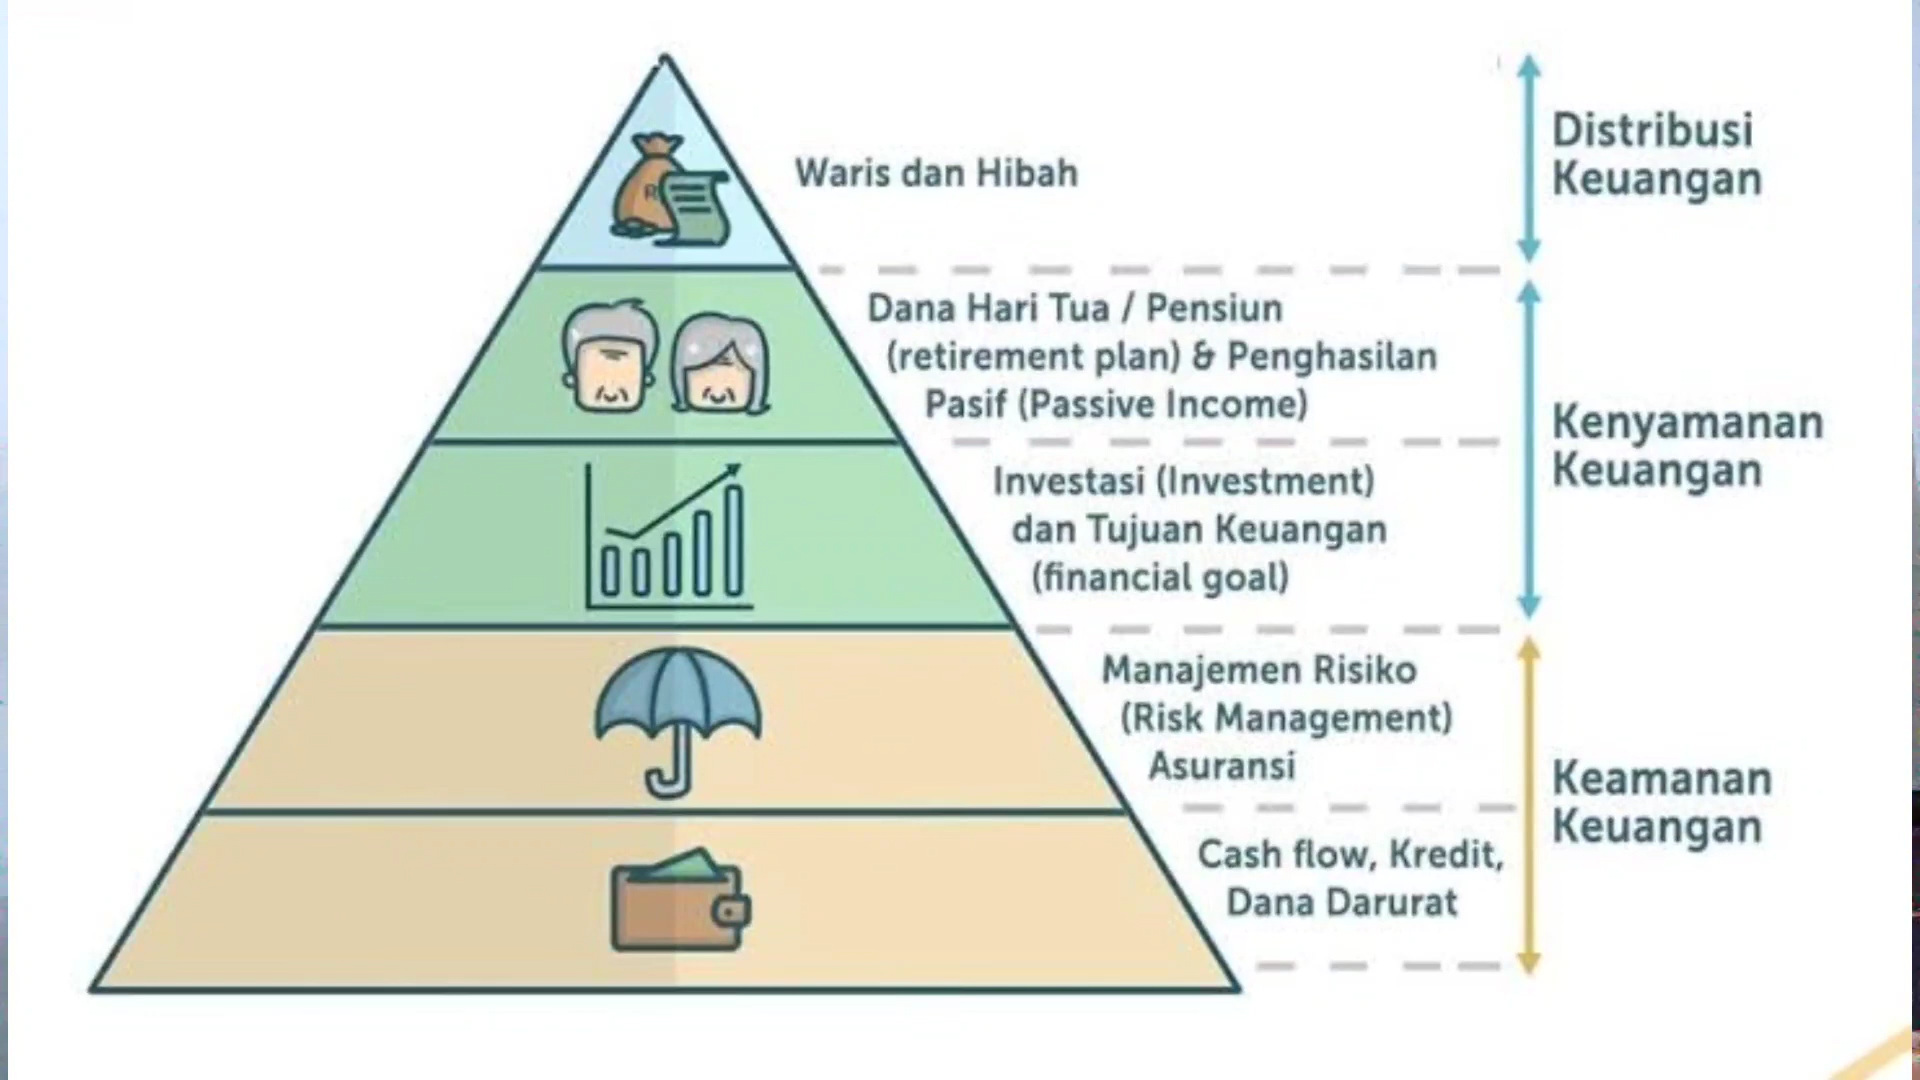 Waris dan Hibah
Distribusi
Keuangan
Dana Hari Tua / Pensiun
(retirement plan) & Penghasilan
Pasif (Passive Income)
Investasi (Investment)
dan Tujuan Keuangan
(financial goal)
Kenyamanan
Keuangan
Manajemen Risiko
(Risk Management)
Asuransi
Cash flow, Kredit,
Dana Darurat
Keamanan
Keuangan